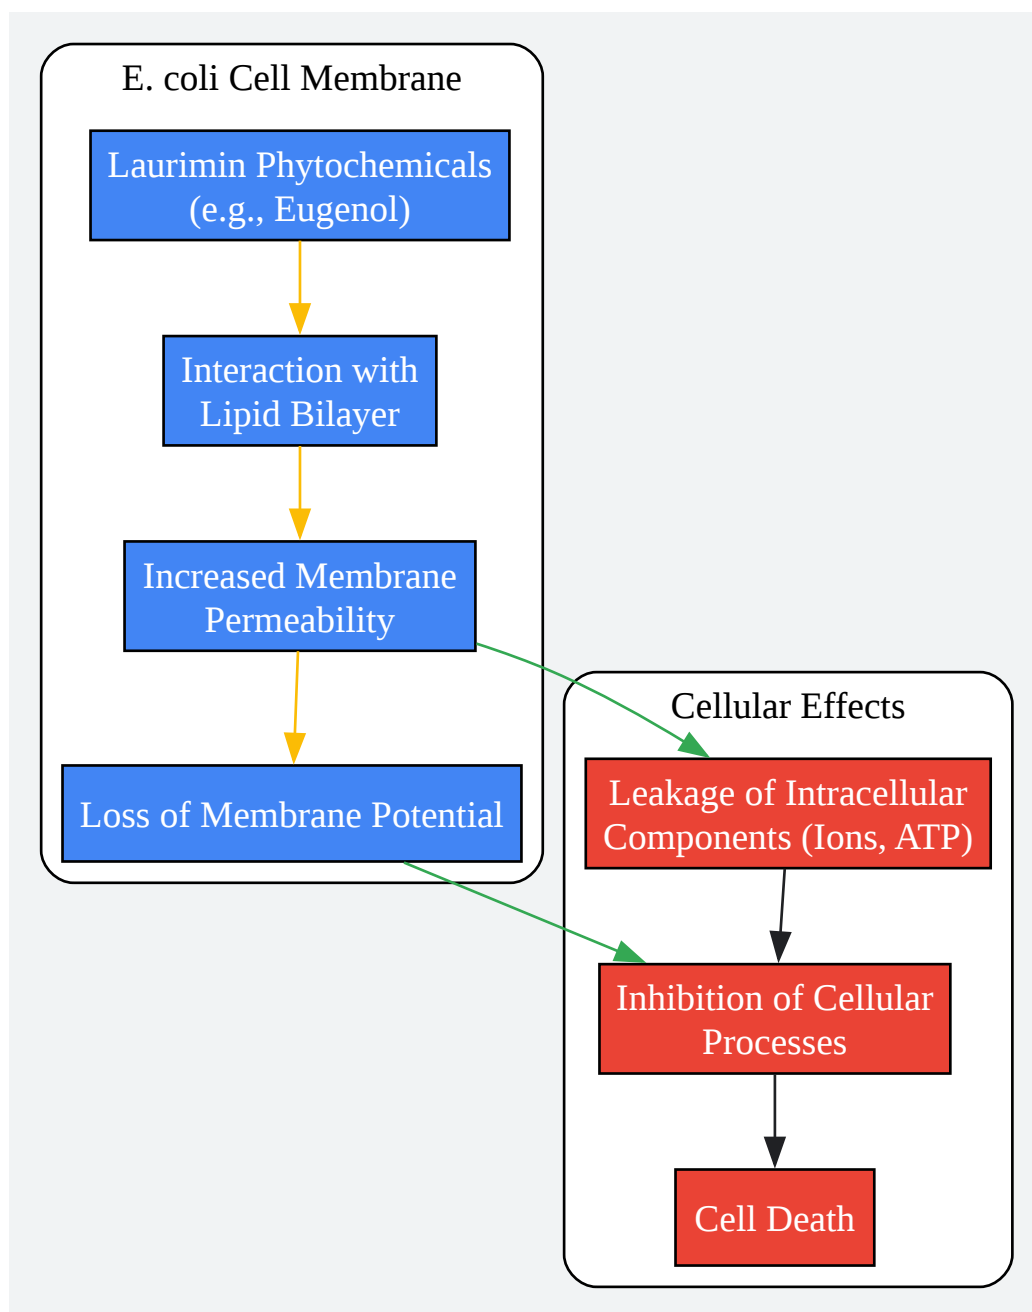 E. coli Cell Membrane
Laurimin Phytochemicals
(e.g., Eugenol)
Interaction with
Lipid Bilayer
Increased Membrane
Permeability
Loss of Membrane Potential
Cellular Effects
Leakage of Intracellular
Components (Ions, ATP)
Inhibition of Cellular
Processes
Cell Death